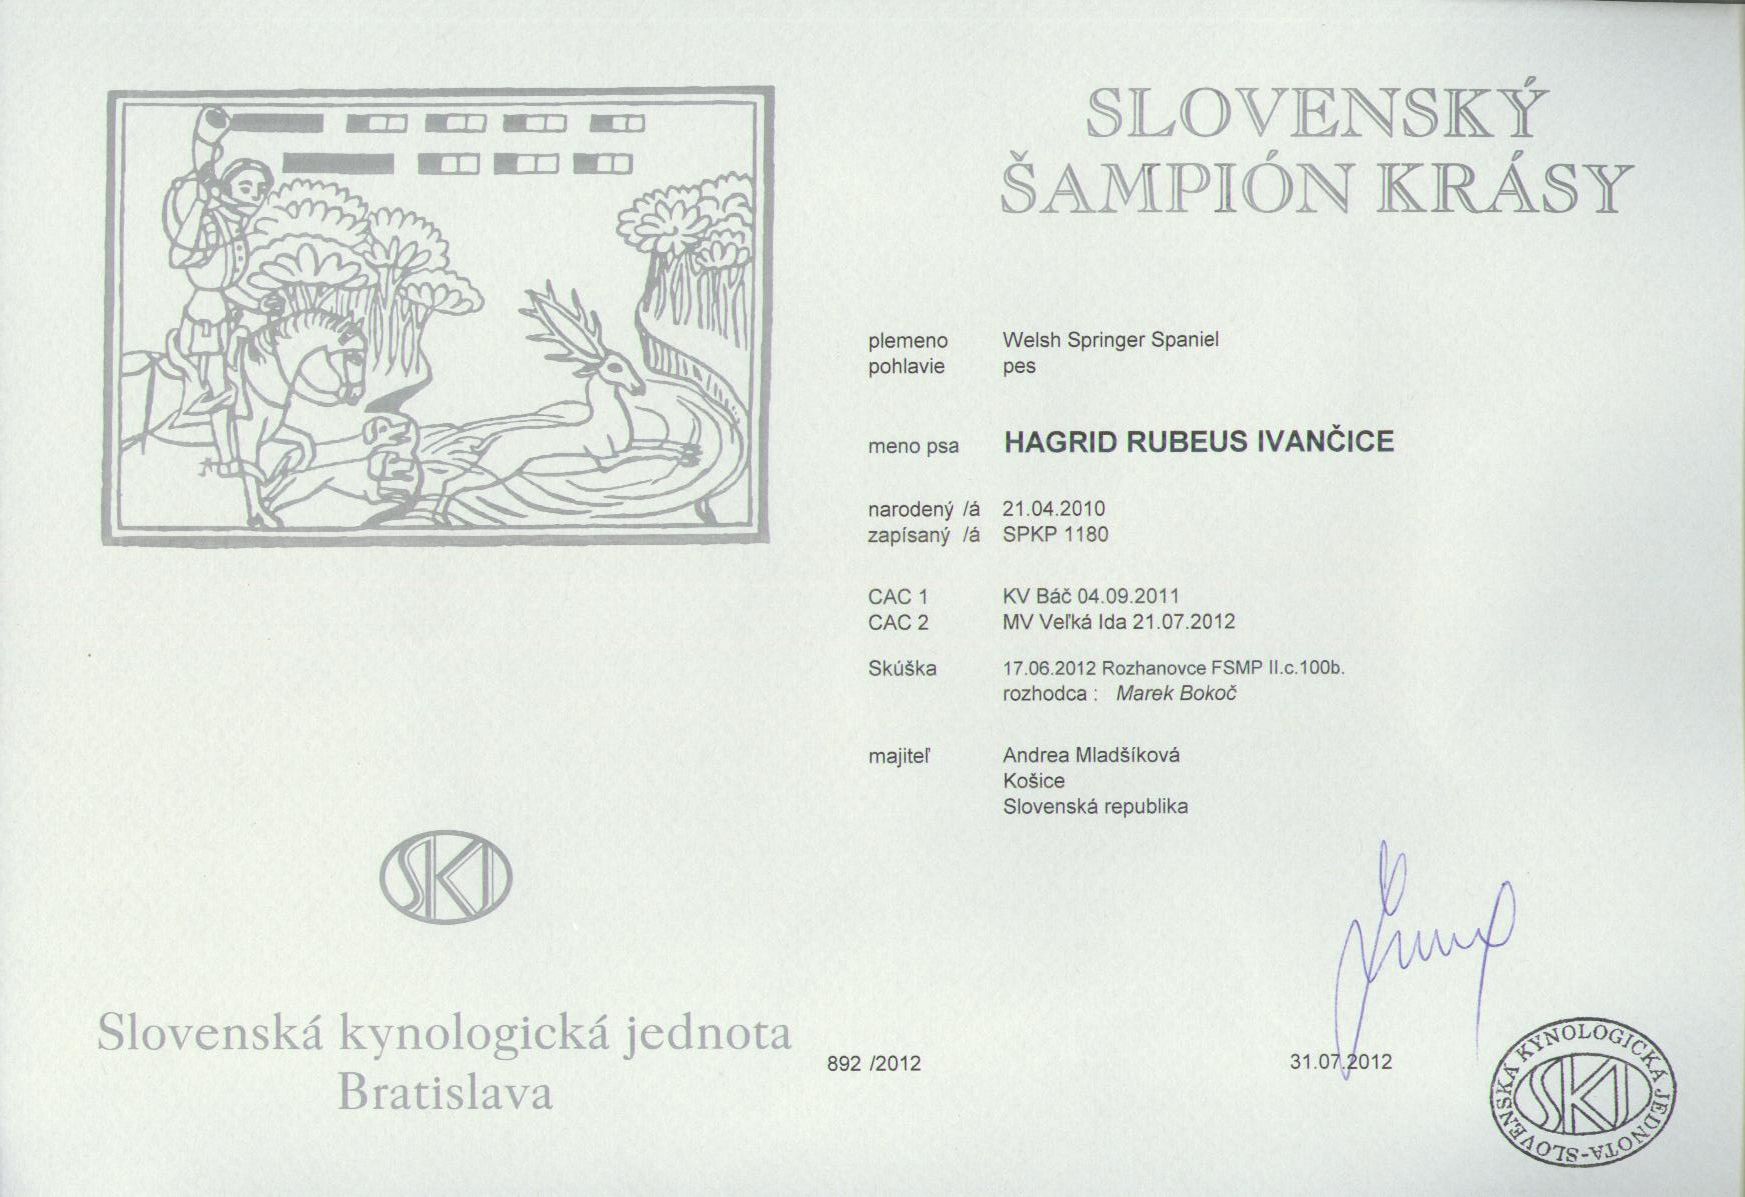 SLOVENSKÝ
ŠAMPIÓN KRÁSY
plemeno Welsh Springer Spaniel
pohlavie pes
meno psa HAGRID RUBEUS IVANČICE
narodený /á 21.04.2010
zapísaný /á SPKP 1180
CAC 1 KV Báč 04.09.2011
CAC 2 MV Veľká Ida 21.07.2012
Skúška 17.06.2012 Rozhanovce FSMP II.c.100b.
rozhodca : Marek Bokoč
majiteľ Andrea Mladšíková
Košice
Slovenská republika
SKJ
Slovenská kynologická jednota
Bratislava
892 /2012
31.07.2012
SLOVENSKÁ KYNOLOGICKÁ JEDNOTA-
SKJ